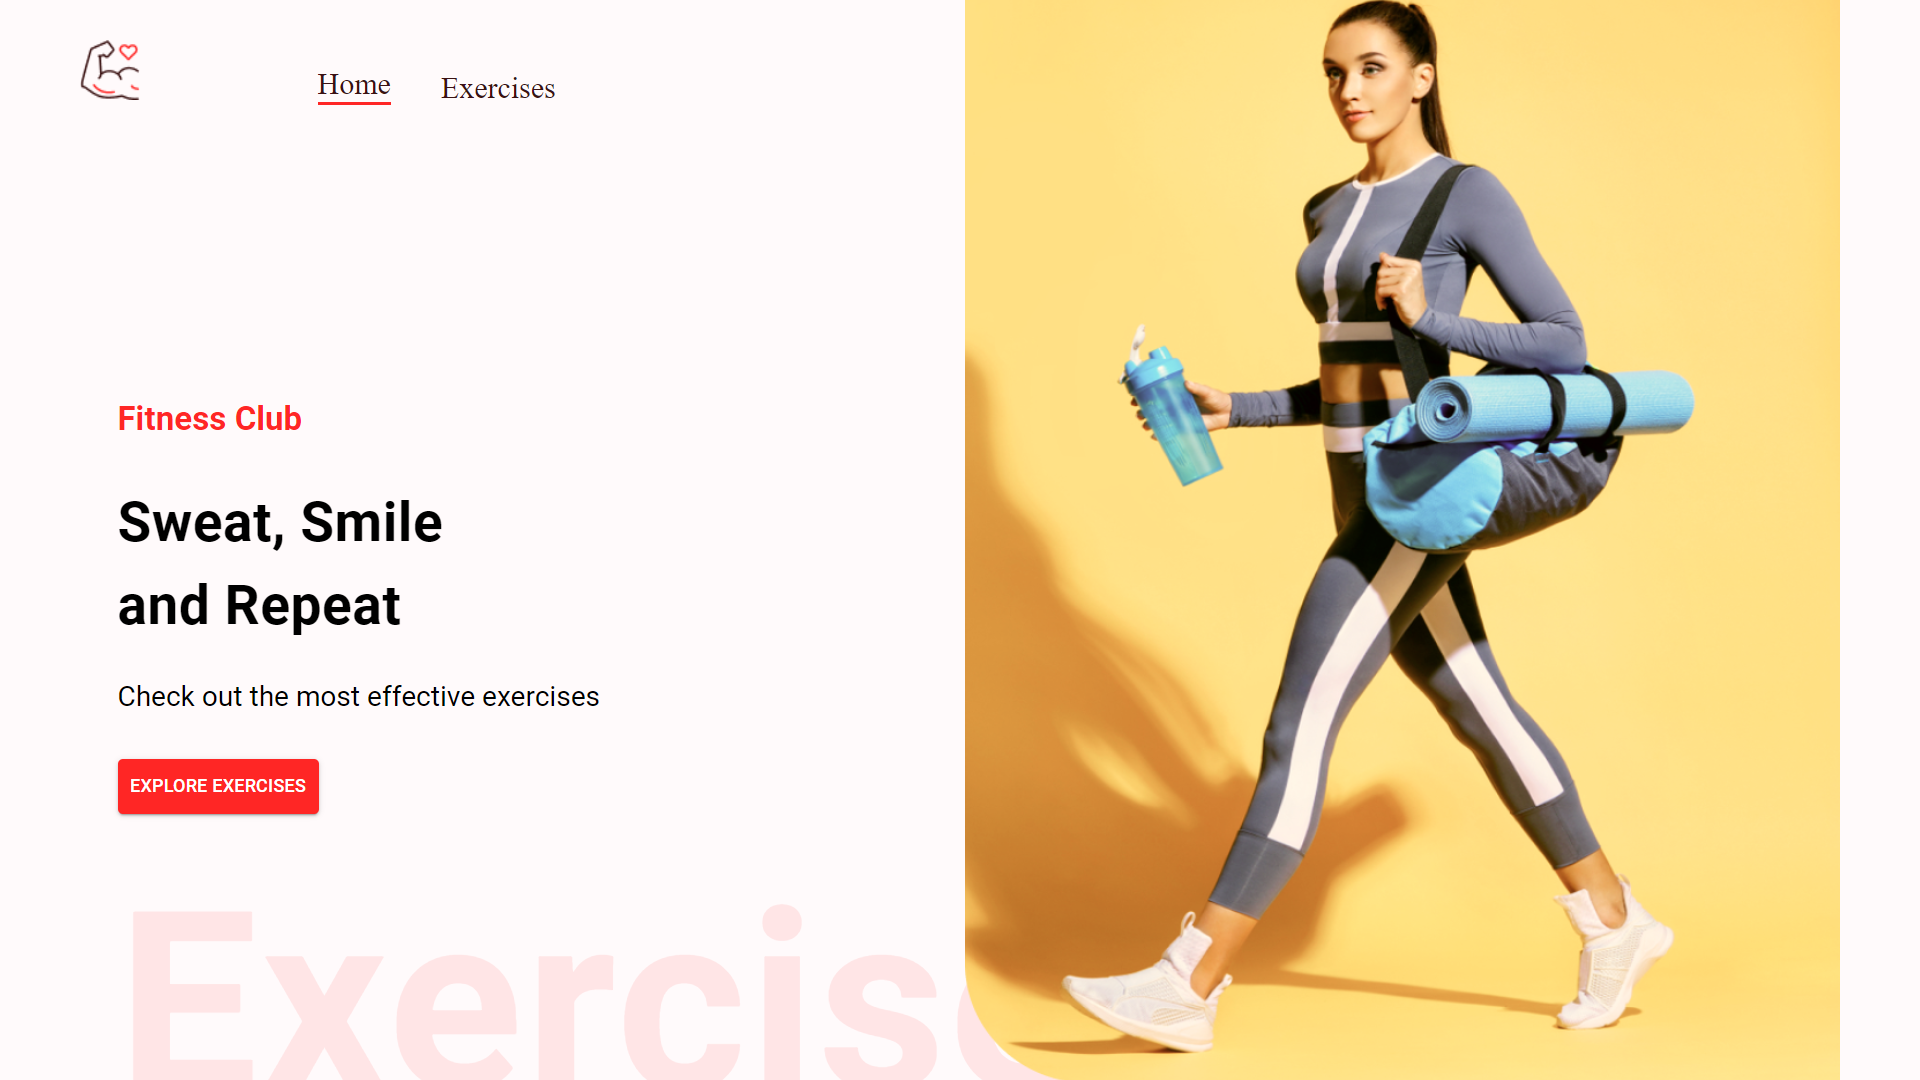 Home Exercises
Fitness Club
Sweat, Smile
and Repeat
Check out the most effective exercises
EXPLORE EXERCISES
Exercise